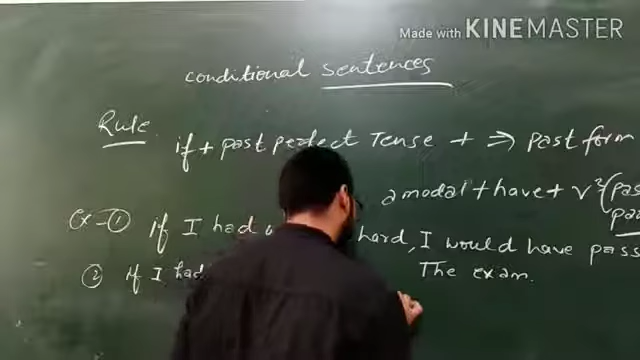 Made with KINEMASTER
conditional sentences
Rule
if + past perfect Tense + ⇒ past form
a modal + have + V³ (pas
Ex-① if I had hard, I would have pass
The exam.
② if I had